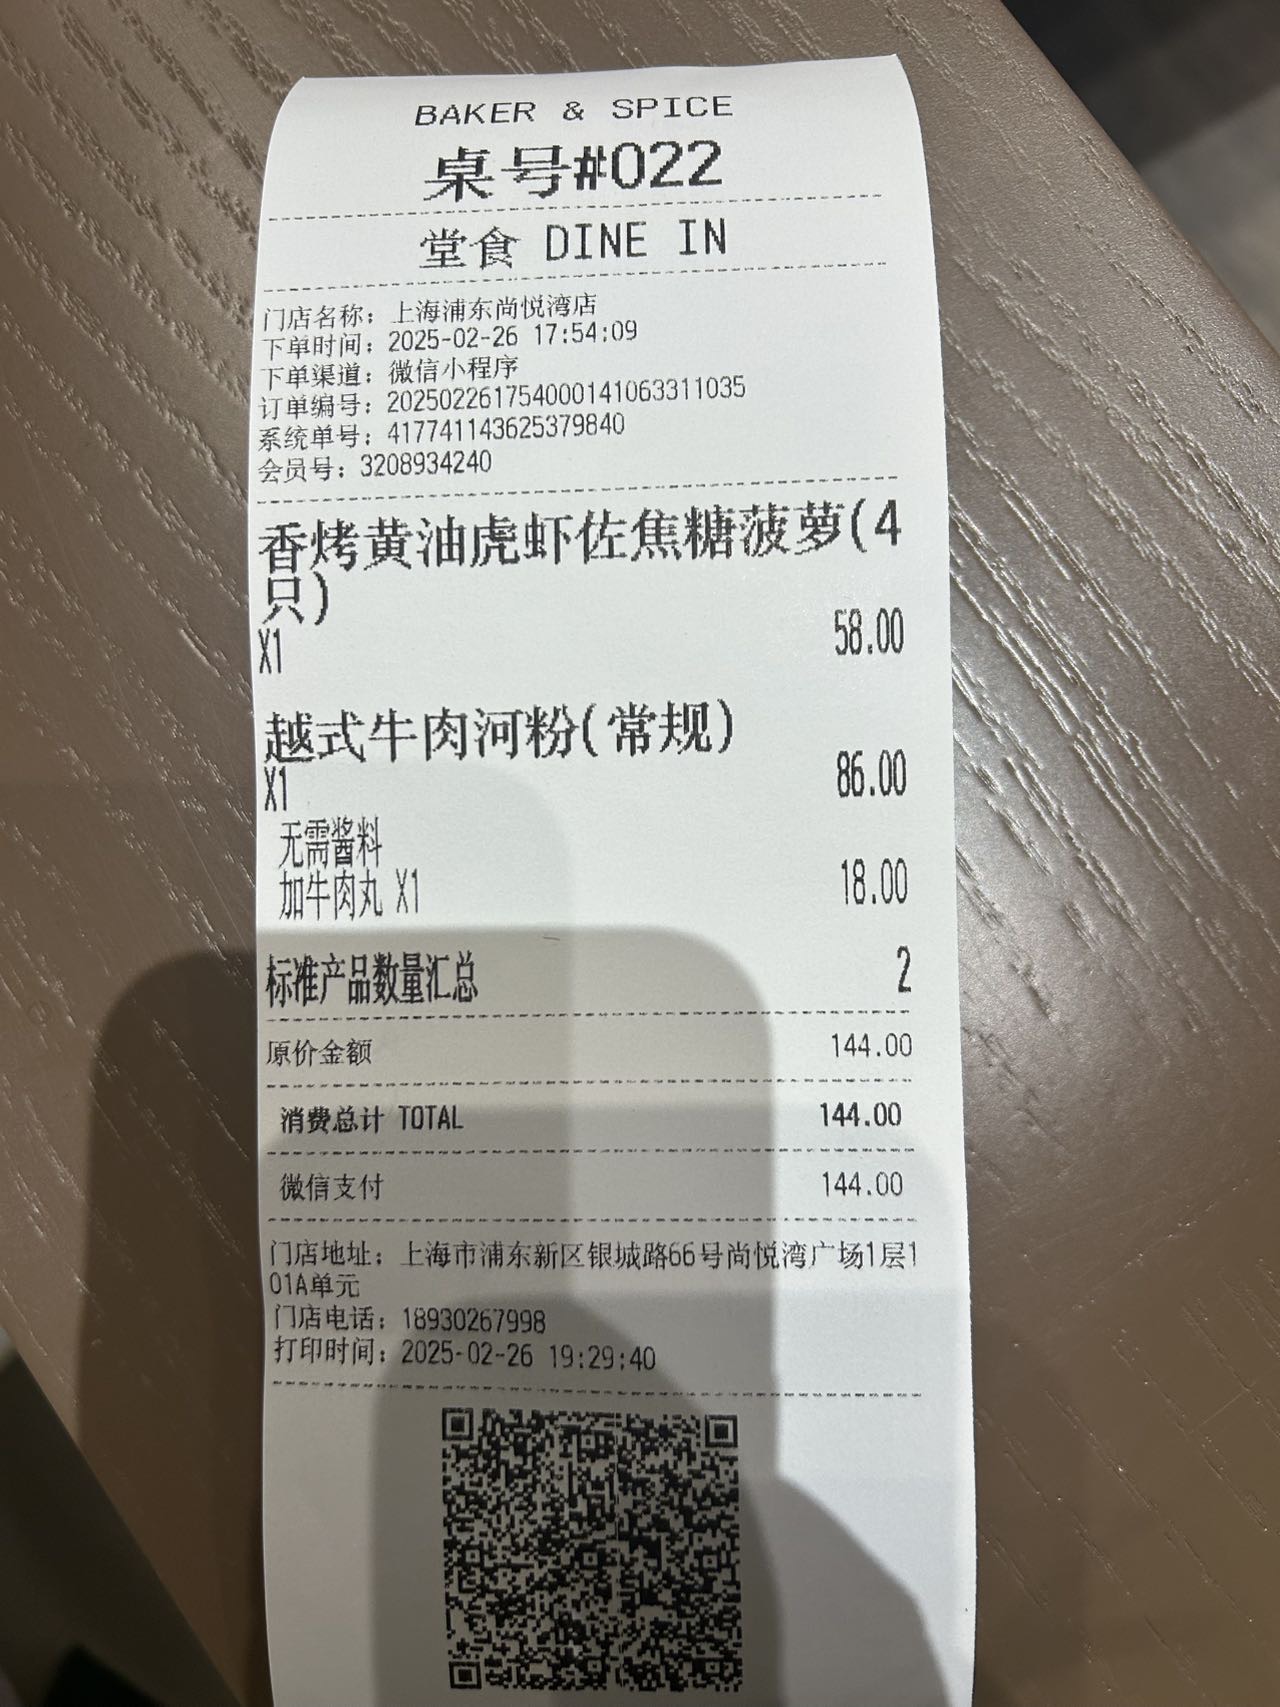 BAKER & SPICE
桌号#022
堂食 DINE IN
门店名称：上海浦东尚悦湾店
下单时间：2025-02-26 17:54:09
下单渠道：微信小程序
订单编号：202502261754000141063311035
系统单号：417741143625379840
会员号：3208934240
香烤黄油虎虾佐焦糖菠萝(4
只)
X1 58.00
越式牛肉河粉(常规)
X1 86.00
无需酱料
加牛肉丸 X1 18.00
标准产品数量汇总 2
原价金额 144.00
消费总计 TOTAL 144.00
微信支付 144.00
门店地址：上海市浦东新区银城路66号尚悦湾广场1层1
01A单元
门店电话：18930267998
打印时间：2025-02-26 19:29:40